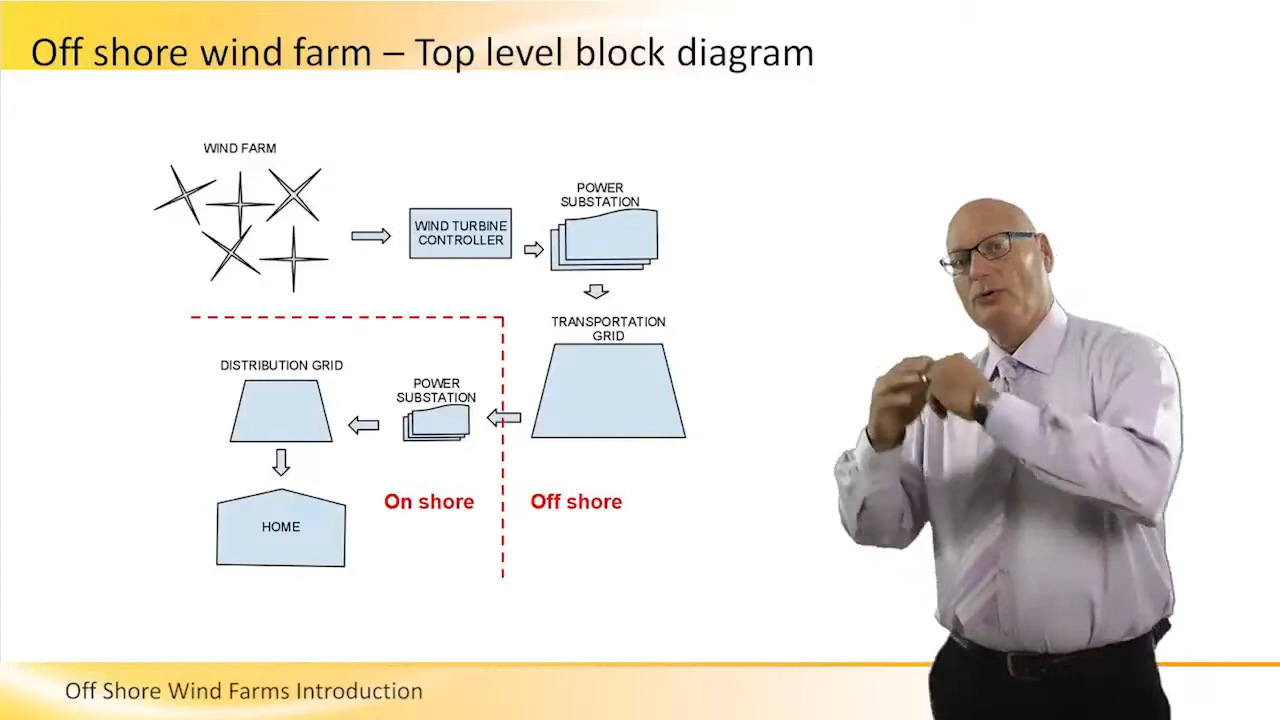 Off shore wind farm – Top level block diagram
WIND FARM
WIND TURBINE
CONTROLLER
POWER
SUBSTATION
TRANSPORTATION
GRID
DISTRIBUTION GRID
POWER
SUBSTATION
On shore
Off shore
HOME
Off Shore Wind Farms Introduction